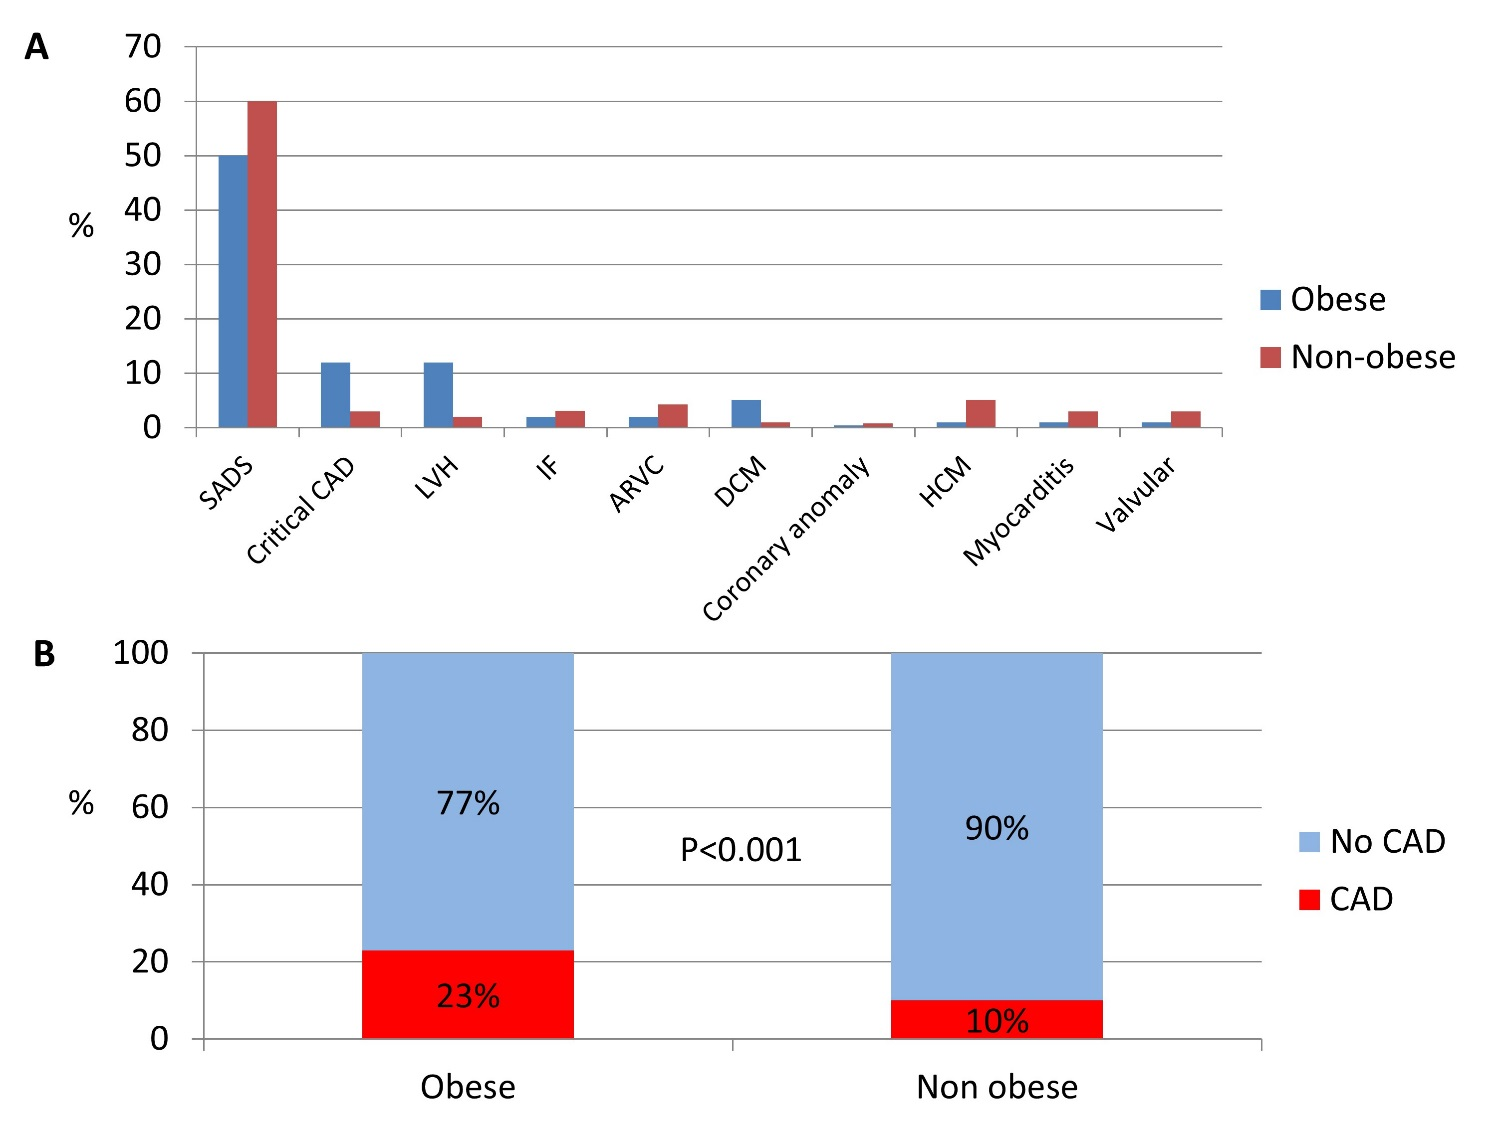 A
70
60
50
40
30
20
10
0
%
SADS
Critical CAD
LVH
IF
ARVC
DCM
Coronary anomaly
HCM
Myocarditis
Valvular
Obese
Non-obese
B
100
80
60
40
20
0
%
77%
23%
P<0.001
90%
10%
Obese
Non obese
No CAD
CAD